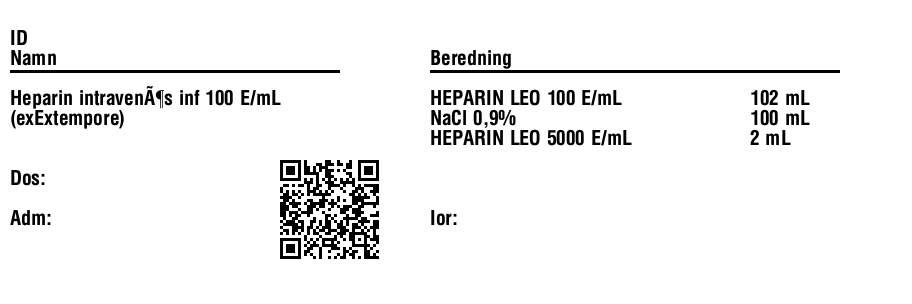 ID
Namn
Beredning
Heparin intravenÃ¶s inf 100 E/mL
(exExtempore)
HEPARIN LEO 100 E/mL 102 mL
NaCl 0,9% 100 mL
HEPARIN LEO 5000 E/mL 2 mL
Dos:
Adm:
Ior: